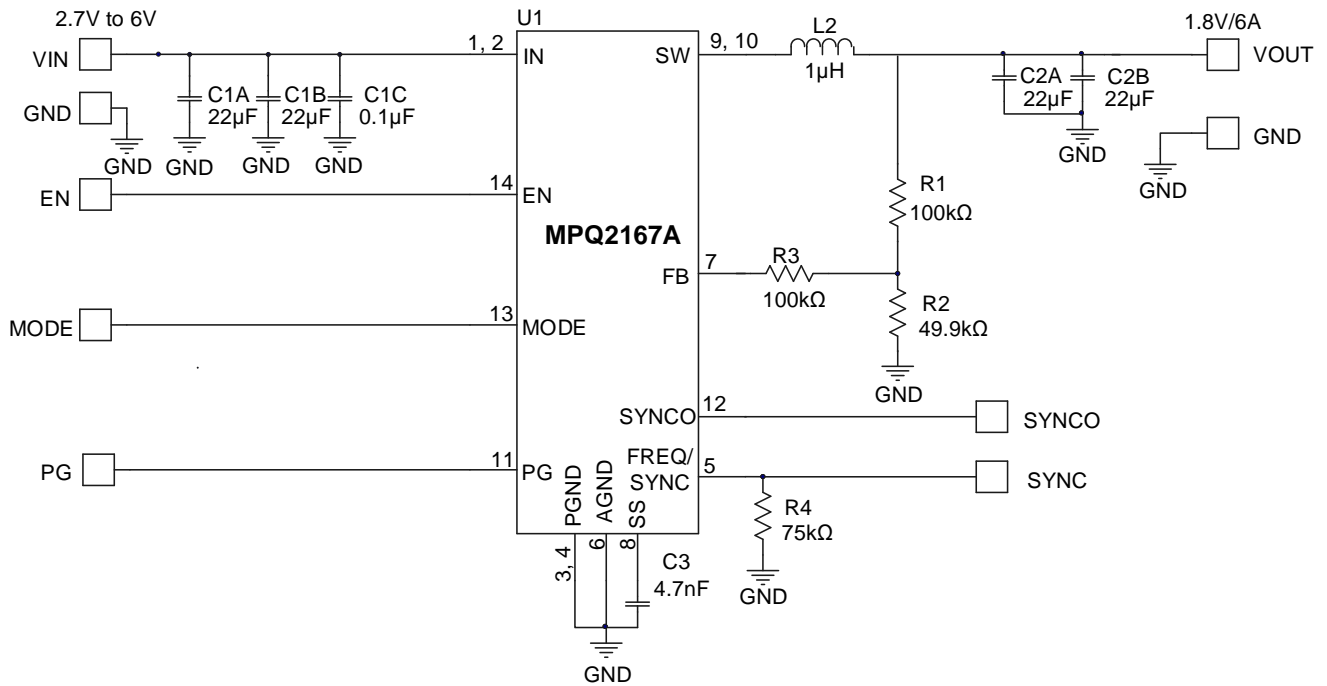 2.7V to 6V
U1
1.8V/6A
VIN
1, 2
IN
SW
9, 10
L2
1µH
VOUT
C1A
22µF
C1B
22µF
C1C
0.1µF
C2A
22µF
C2B
22µF
GND
GND
GND
GND
GND
GND
GND
GND
EN
14
EN
R1
100kΩ
MPQ2167A
FB
7
R3
100kΩ
R2
49.9kΩ
GND
MODE
13
MODE
SYNCO
12
SYNCO
PG
11
PG
FREQ/
SYNC
5
SYNC
R4
75kΩ
GND
PGND
AGND
SS
3, 4
6
8
C3
4.7nF
GND